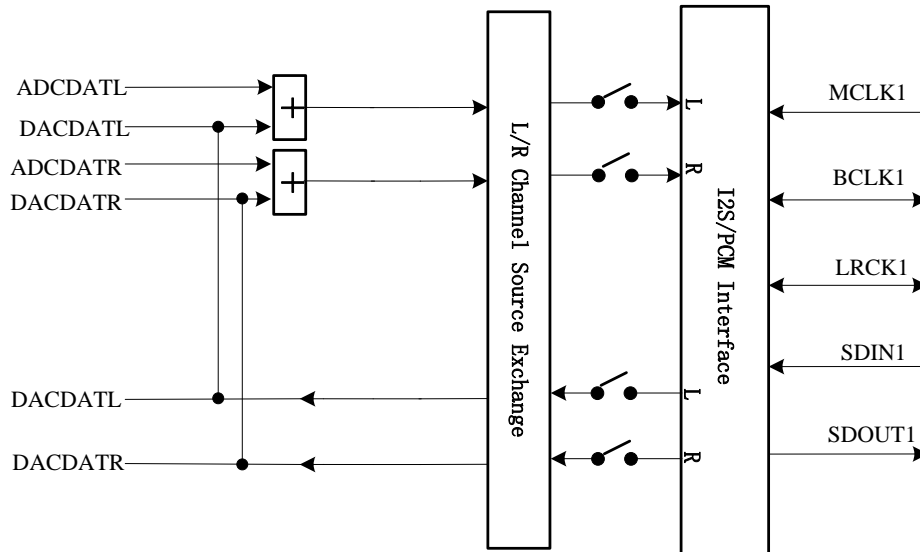 ADCDATL
DACDATL
ADCDATR
DACDATR
DACDATL
DACDATR
+
+
L/R Channel Source Exchange
L
R
L
R
I2S/PCM Interface
MCLK1
BCLK1
LRCK1
SDIN1
SDOUT1